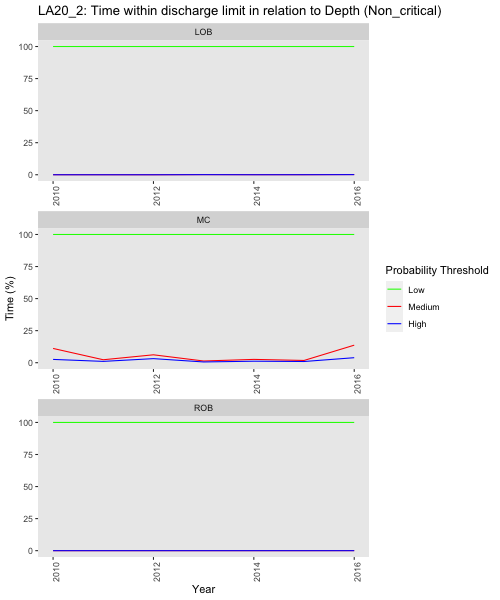 LA20_2: Time within discharge limit in relation to Depth (Non_critical)
LOB
100
75
50
25
0
2010
2012
2014
2016
MC
100
75
50
25
0
2010
2012
2014
2016
ROB
100
75
50
25
0
2010
2012
2014
2016
Time (%)
Year
Probability Threshold
Low
Medium
High